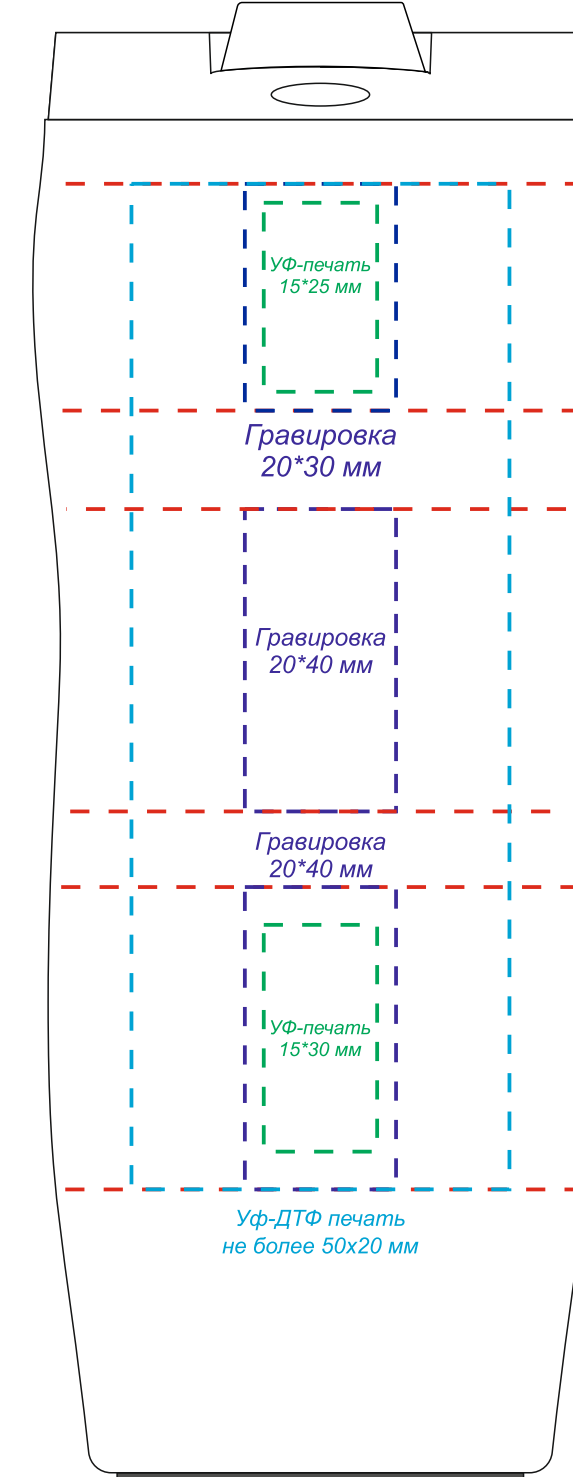 УФ-печать
15*25 мм
Гравировка
20*30 мм
Гравировка
20*40 мм
Гравировка
20*40 мм
УФ-печать
15*30 мм
Уф-ДТФ печать
не более 50х20 мм